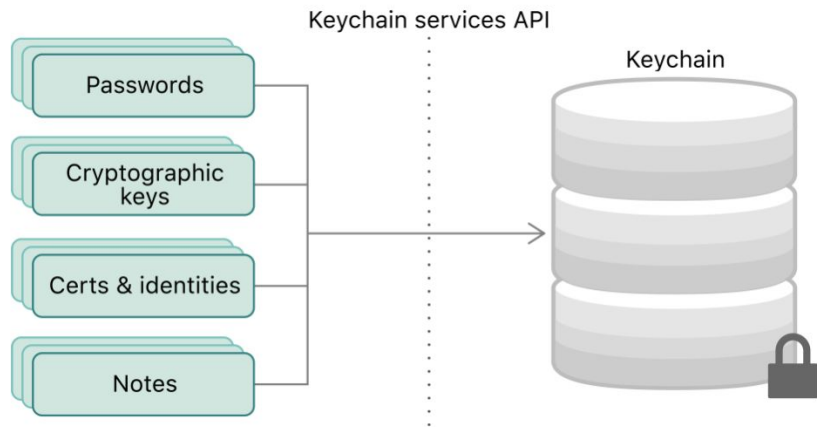 Keychain services API
Keychain
Passwords
Cryptographic
keys
Certs & identities
Notes